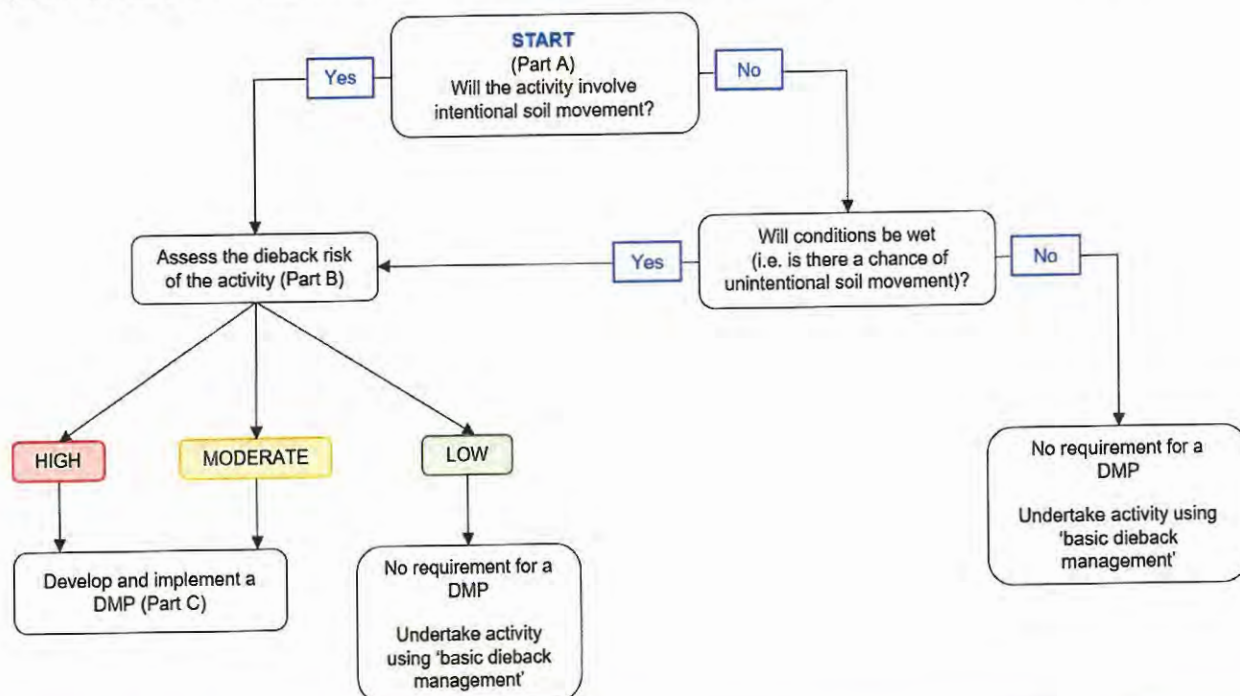 START
(Part A)
Will the activity involve
intentional soil movement?
Yes
No
Assess the dieback risk
of the activity (Part B)
Yes
Will conditions be wet
(i.e. is there a chance of
unintentional soil movement)?
No
HIGH
MODERATE
LOW
No requirement for a
DMP
Undertake activity using
‘basic dieback
management’
Develop and implement a
DMP (Part C)
No requirement for a
DMP
Undertake activity
using ‘basic dieback
management’